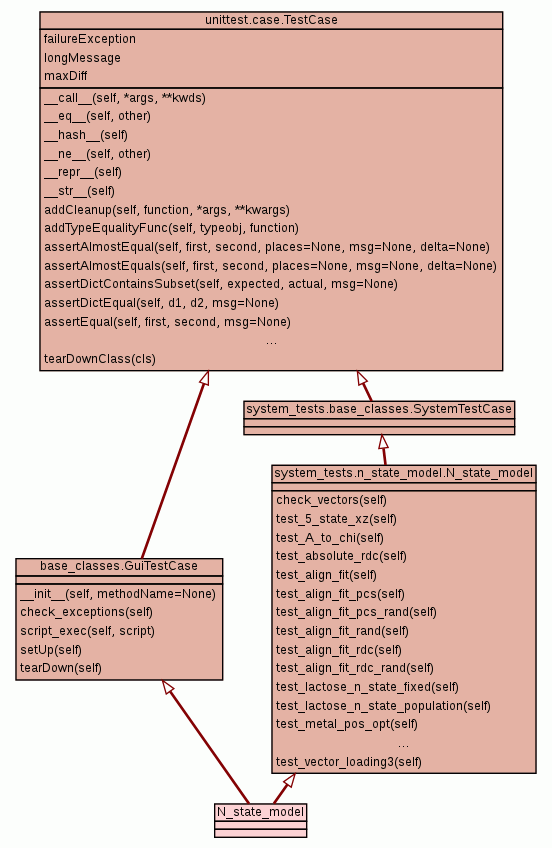 unittest.case.TestCase
failureException
longMessage
maxDiff
__call__(self, *args, **kwds)
__eq__(self, other)
__hash__(self)
__ne__(self, other)
__repr__(self)
__str__(self)
addCleanup(self, function, *args, **kwargs)
addTypeEqualityFunc(self, typeobj, function)
assertAlmostEqual(self, first, second, places=None, msg=None, delta=None)
assertAlmostEquals(self, first, second, places=None, msg=None, delta=None)
assertDictContainsSubset(self, expected, actual, msg=None)
assertDictEqual(self, d1, d2, msg=None)
assertEqual(self, first, second, msg=None)
...
tearDownClass(cls)
system_tests.base_classes.SystemTestCase
system_tests.n_state_model.N_state_model
check_vectors(self)
test_5_state_xz(self)
test_A_to_chi(self)
test_absolute_rdc(self)
test_align_fit(self)
test_align_fit_pcs(self)
test_align_fit_pcs_rand(self)
test_align_fit_rand(self)
test_align_fit_rdc(self)
test_align_fit_rdc_rand(self)
test_lactose_n_state_fixed(self)
test_lactose_n_state_population(self)
test_metal_pos_opt(self)
...
test_vector_loading3(self)
base_classes.GuiTestCase
__init__(self, methodName=None)
check_exceptions(self)
script_exec(self, script)
setUp(self)
tearDown(self)
N_state_model